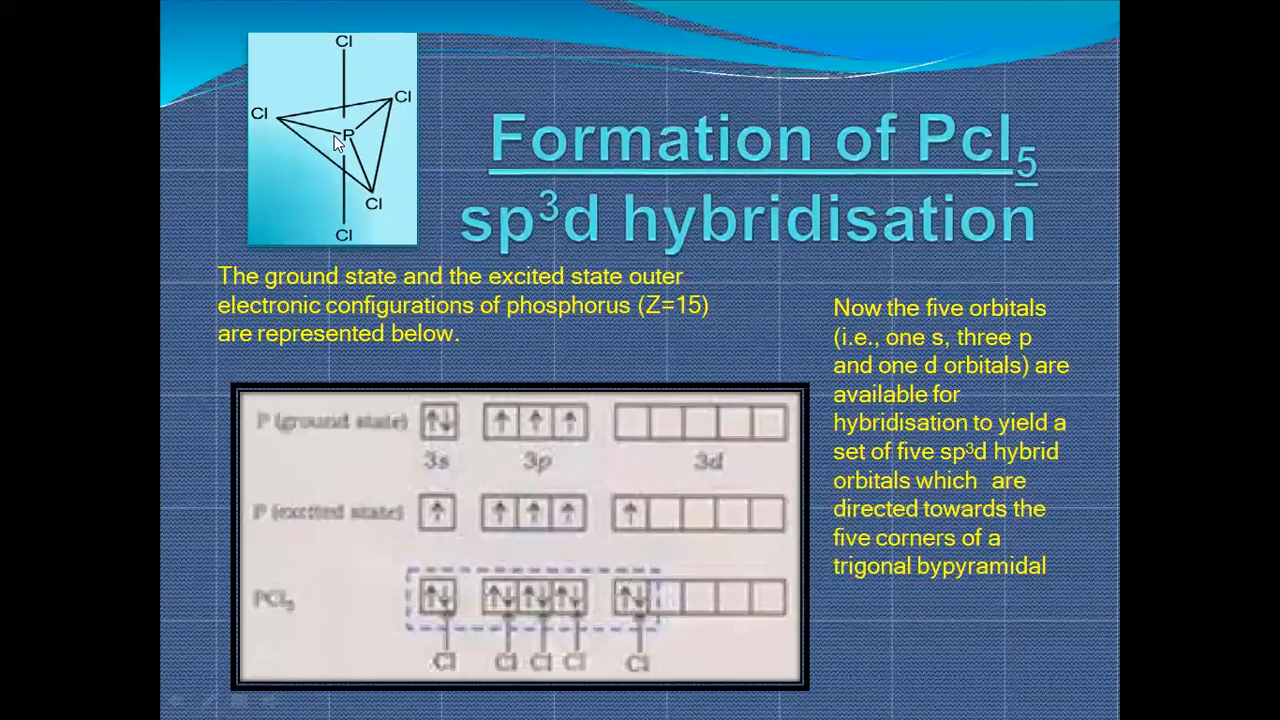 Cl
Cl
Cl
P
Cl
Cl
Formation of Pcl₅
sp³d hybridisation
The ground state and the excited state outer
electronic configurations of phosphorus (Z=15)
are represented below.
Now the five orbitals
(i.e., one s, three p
and one d orbitals) are
available for
hybridisation to yield a
set of five sp³d hybrid
orbitals which are
directed towards the
five corners of a
trigonal bypyramidal
P (ground state)
3s 3p 3d
P (excited state)
PCl₅
Cl Cl Cl Cl Cl